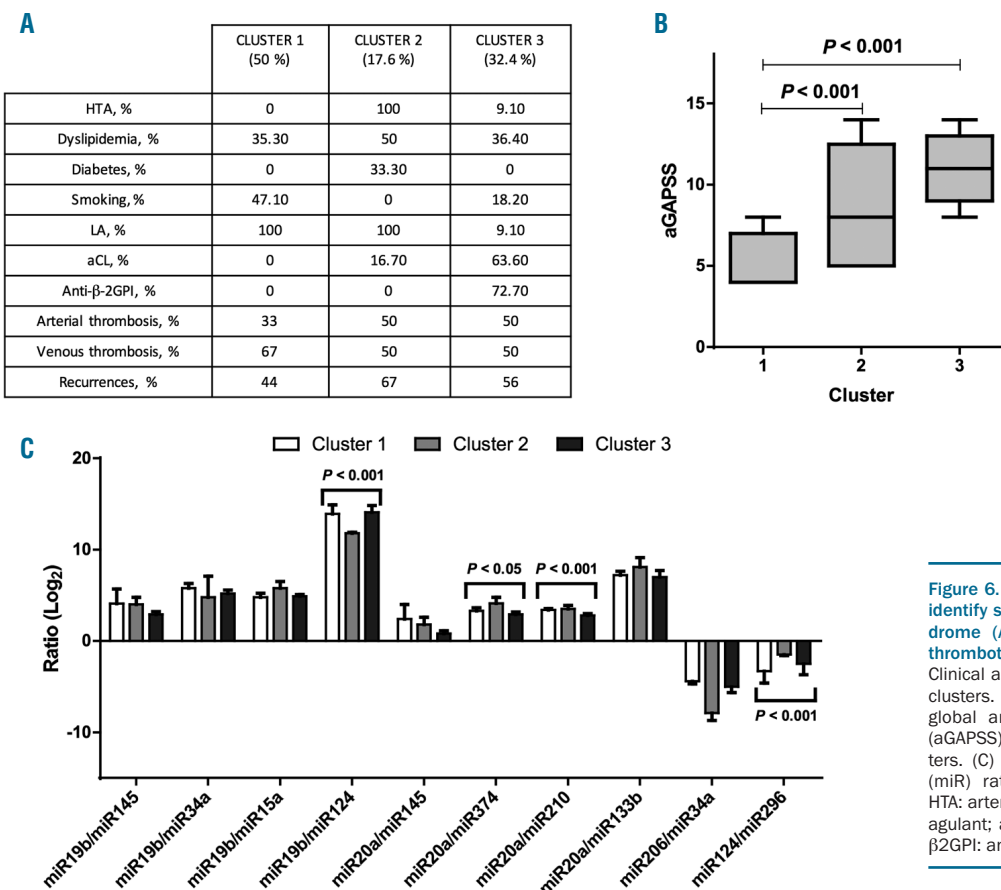 A
CLUSTER 1 (50 %) CLUSTER 2 (17.6 %) CLUSTER 3 (32.4 %)
HTA, % 0 100 9.10
Dyslipidemia, % 35.30 50 36.40
Diabetes, % 0 33.30 0
Smoking, % 47.10 0 18.20
LA, % 100 100 9.10
aCL, % 0 16.70 63.60
Anti-β-2GPI, % 0 0 72.70
Arterial thrombosis, % 33 50 50
Venous thrombosis, % 67 50 50
Recurrences, % 44 67 56
B
P < 0.001
P < 0.001
aGAPSS
15
10
5
0
1 2 3
Cluster
C
Cluster 1 Cluster 2 Cluster 3
Ratio (Log2)
20
10
0
-10
P < 0.001
P < 0.05
P < 0.001
P < 0.001
miR19b/miR145
miR19b/miR34a
miR19b/miR15a
miR19b/miR124
miR20a/miR145
miR20a/miR374
miR20a/miR210
miR20a/miR133b
miR206/miR34a
miR124/miR296
Figure 6.
identify s
drome (A
thrombot
Clinical a
clusters.
global ar
(aGAPSS)
ters. (C)
(miR) rat
HTA: arter
agulant; a
β2GPI: ar